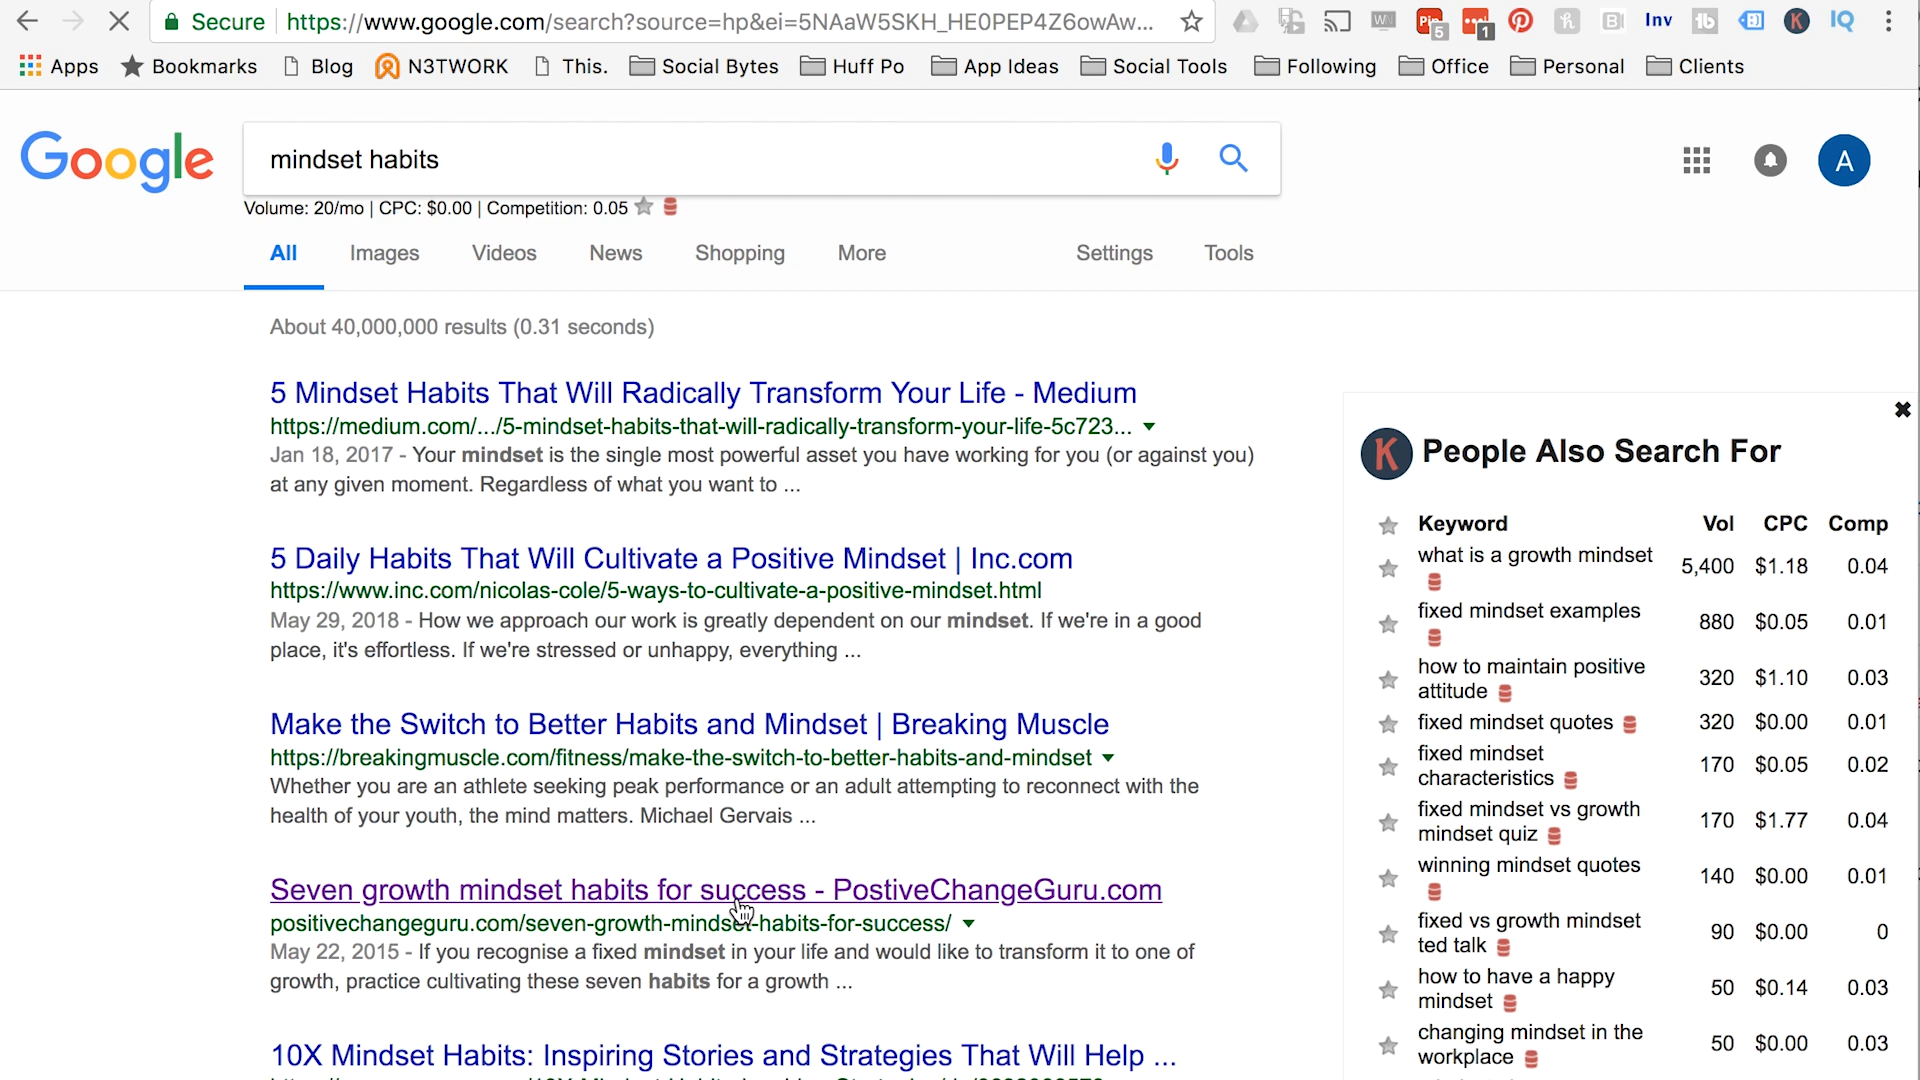 Secure https://www.google.com/search?source=hp&ei=5NAaW5SKH_HE0PEP4Z6owAw...
WN Pin 5 1 h B Inv tb K IQ
Apps Bookmarks Blog N3TWORK This. Social Bytes Huff Po App Ideas Social Tools Following Office Personal Clients
Google mindset habits A
Volume: 20/mo | CPC: $0.00 | Competition: 0.05
All Images Videos News Shopping More Settings Tools
About 40,000,000 results (0.31 seconds)
5 Mindset Habits That Will Radically Transform Your Life - Medium
https://medium.com/.../5-mindset-habits-that-will-radically-transform-your-life-5c723...
Jan 18, 2017 - Your mindset is the single most powerful asset you have working for you (or against you)
at any given moment. Regardless of what you want to ...
5 Daily Habits That Will Cultivate a Positive Mindset | Inc.com
https://www.inc.com/nicolas-cole/5-ways-to-cultivate-a-positive-mindset.html
May 29, 2018 - How we approach our work is greatly dependent on our mindset. If we're in a good
place, it's effortless. If we're stressed or unhappy, everything ...
Make the Switch to Better Habits and Mindset | Breaking Muscle
https://breakingmuscle.com/fitness/make-the-switch-to-better-habits-and-mindset
Whether you are an athlete seeking peak performance or an adult attempting to reconnect with the
health of your youth, the mind matters. Michael Gervais ...
Seven growth mindset habits for success - PostiveChangeGuru.com
positivechangeguru.com/seven-growth-mindset-habits-for-success/
May 22, 2015 - If you recognise a fixed mindset in your life and would like to transform it to one of
growth, practice cultivating these seven habits for a growth ...
10X Mindset Habits: Inspiring Stories and Strategies That Will Help ...
K People Also Search For
Keyword Vol CPC Comp
what is a growth mindset 5,400 $1.18 0.04
fixed mindset examples 880 $0.05 0.01
how to maintain positive
attitude 320 $1.10 0.03
fixed mindset quotes 320 $0.00 0.01
fixed mindset
characteristics 170 $0.05 0.02
fixed mindset vs growth
mindset quiz 170 $1.77 0.04
winning mindset quotes 140 $0.00 0.01
fixed vs growth mindset
ted talk 90 $0.00 0
how to have a happy
mindset 50 $0.14 0.03
changing mindset in the
workplace 50 $0.00 0.03